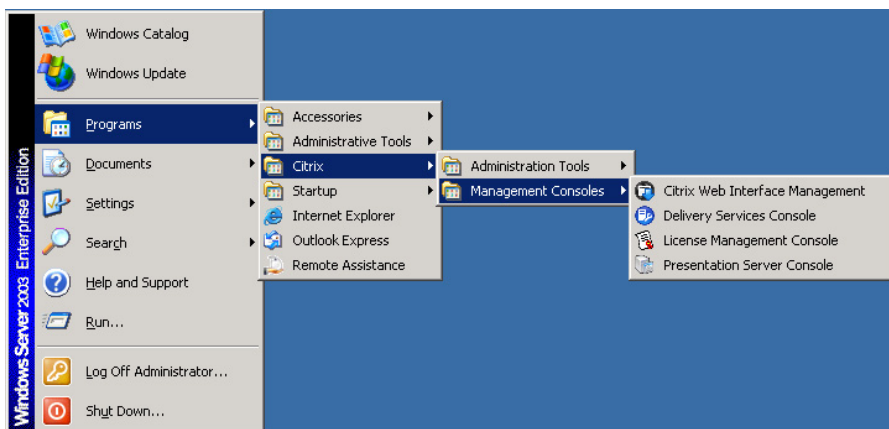 Windows Server 2003 Enterprise Edition
Windows Catalog
Windows Update
Programs
Documents
Settings
Search
Help and Support
Run...
Log Off Administrator...
Shut Down...
Accessories
Administrative Tools
Citrix
Startup
Internet Explorer
Outlook Express
Remote Assistance
Administration Tools
Management Consoles
Citrix Web Interface Management
Delivery Services Console
License Management Console
Presentation Server Console